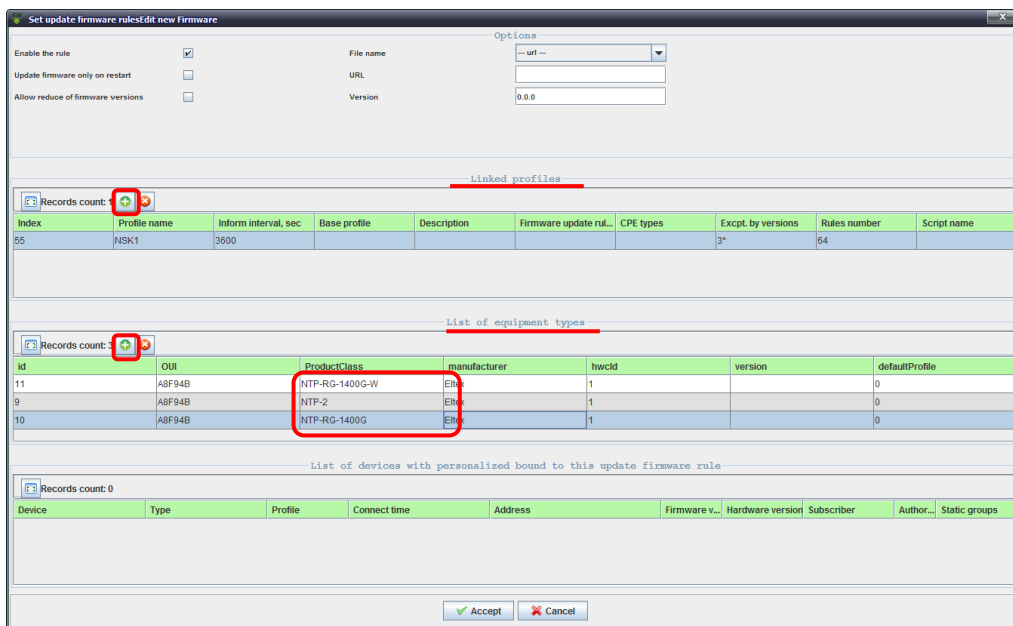 Set update firmware rulesEdit new Firmware
Options
Enable the rule File name --- url ---
Update firmware only on restart URL
Allow reduce of firmware versions Version 0.0.0
Linked profiles
Records count: 1
Index Profile name Inform interval, sec Base profile Description Firmware update rul... CPE types Excpt. by versions Rules number Script name
55 NSK1 3600 3* 64
List of equipment types
Records count: 3
id OUI ProductClass manufacturer hwcId version defaultProfile
11 A8F94B NTP-RG-1400G-W Eltex 1 0
9 A8F94B NTP-2 Eltex 1 0
10 A8F94B NTP-RG-1400G Eltex 1 0
List of devices with personalized bound to this update firmware rule
Records count: 0
Device Type Profile Connect time Address Firmware v... Hardware version Subscriber Author... Static groups
Accept Cancel